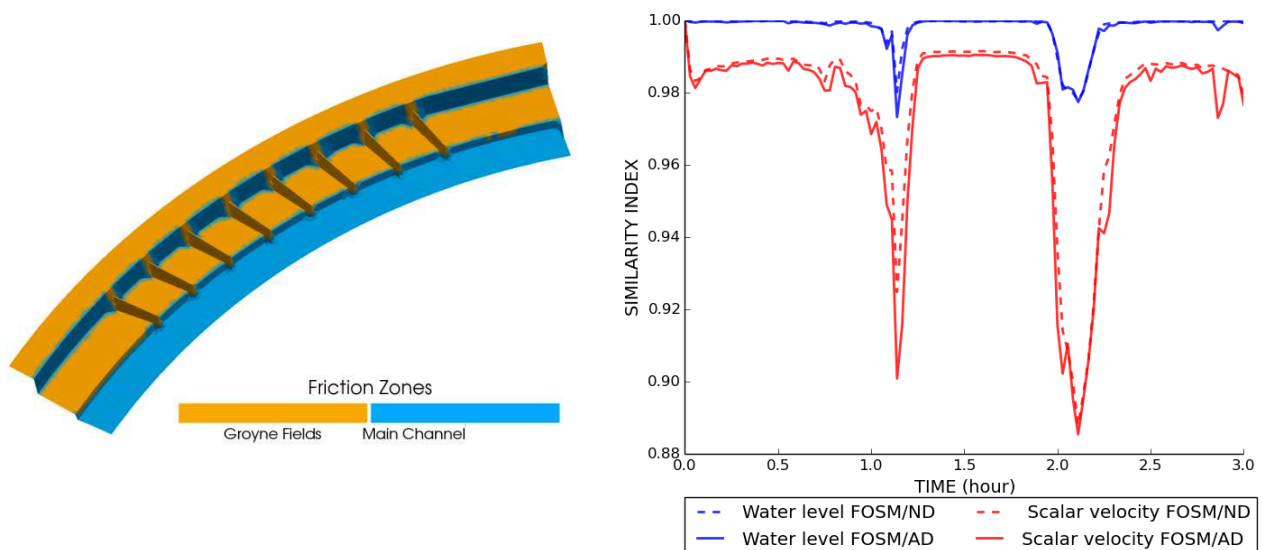 Friction Zones
Groyne Fields Main Channel
SIMILARITY INDEX
1.00
0.98
0.96
0.94
0.92
0.90
0.88
0.0 0.5 1.0 1.5 2.0 2.5 3.0
TIME (hour)
Water level FOSM/ND Scalar velocity FOSM/ND
Water level FOSM/AD Scalar velocity FOSM/AD